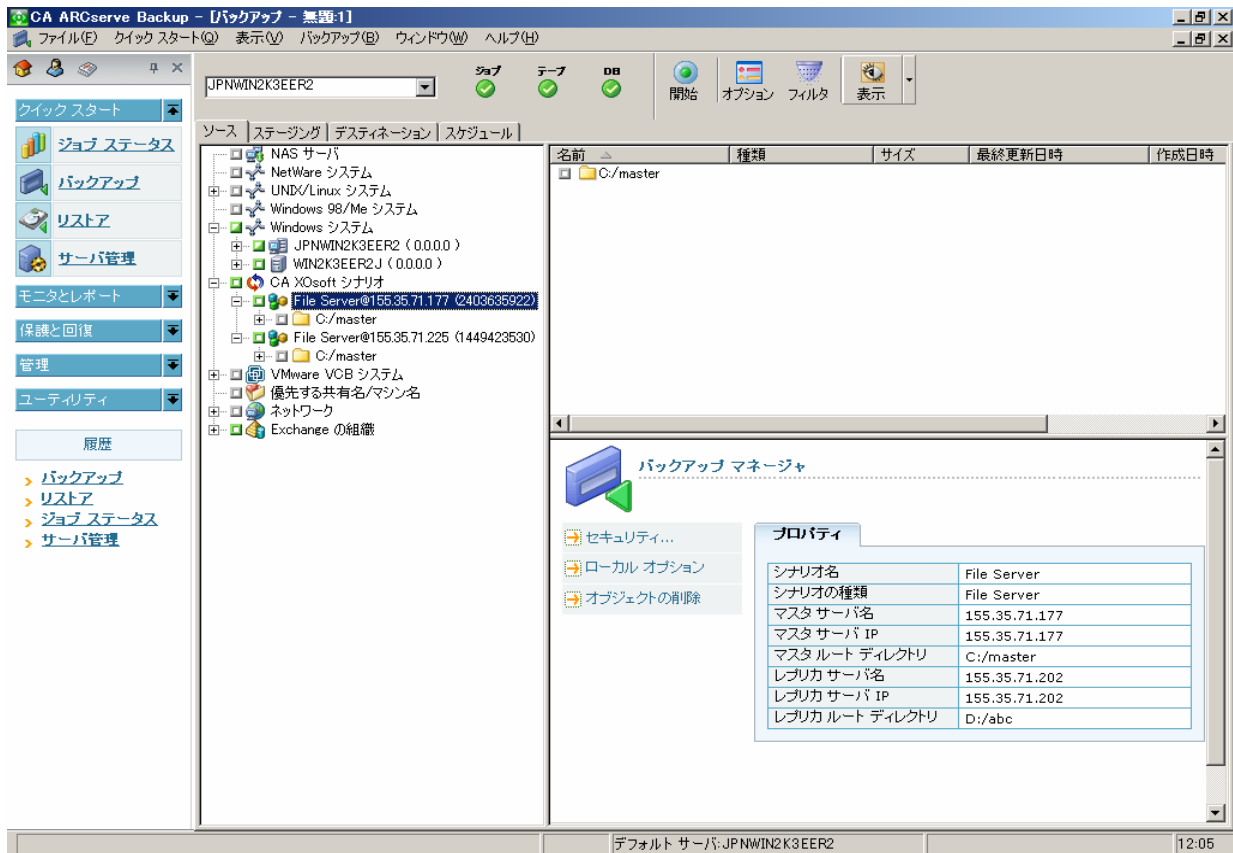 CA ARCserve Backup - [バックアップ - 無題:1]
ファイル(F) クイック スタート(Q) 表示(V) バックアップ(B) ウィンドウ(W) ヘルプ(H)
JPNWIN2K3EER2
ジョブ テープ DB
開始 オプション フィルタ 表示
クイック スタート
ジョブ ステータス
バックアップ
リストア
サーバ管理
モニタとレポート
保護と回復
管理
ユーティリティ
履歴
バックアップ
リストア
ジョブ ステータス
サーバ管理
ソース ステージング デスティネーション スケジュール
NAS サーバ
NetWare システム
UNIX/Linux システム
Windows 98/Me システム
Windows システム
JPNWIN2K3EER2 ( 0.0.0.0 )
WIN2K3EER2J ( 0.0.0.0 )
CA XOsoft シナリオ
File Server@155.35.71.177 (2403635922)
C:/master
File Server@155.35.71.225 (1449423530)
C:/master
VMware VCB システム
優先する共有名/マシン名
ネットワーク
Exchange の組織
名前 種類 サイズ 最終更新日時 作成日時
C:/master
バックアップ マネージャ
セキュリティ...
ローカル オプション
オブジェクトの削除
プロパティ
シナリオ名 File Server
シナリオの種類 File Server
マスタ サーバ名 155.35.71.177
マスタ サーバ IP 155.35.71.177
マスタ ルート ディレクトリ C:/master
レプリカ サーバ名 155.35.71.202
レプリカ サーバ IP 155.35.71.202
レプリカ ルート ディレクトリ D:/abc
デフォルト サーバ:JPNWIN2K3EER2
12:05